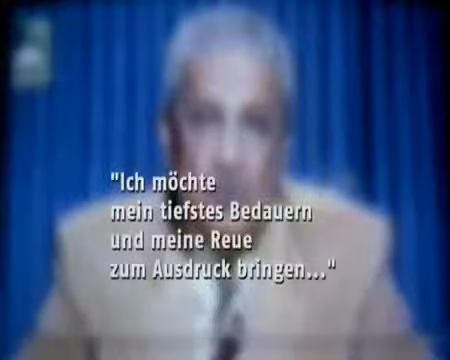 "Ich möchte
mein tiefstes Bedauern
und meine Reue
zum Ausdruck bringen..."